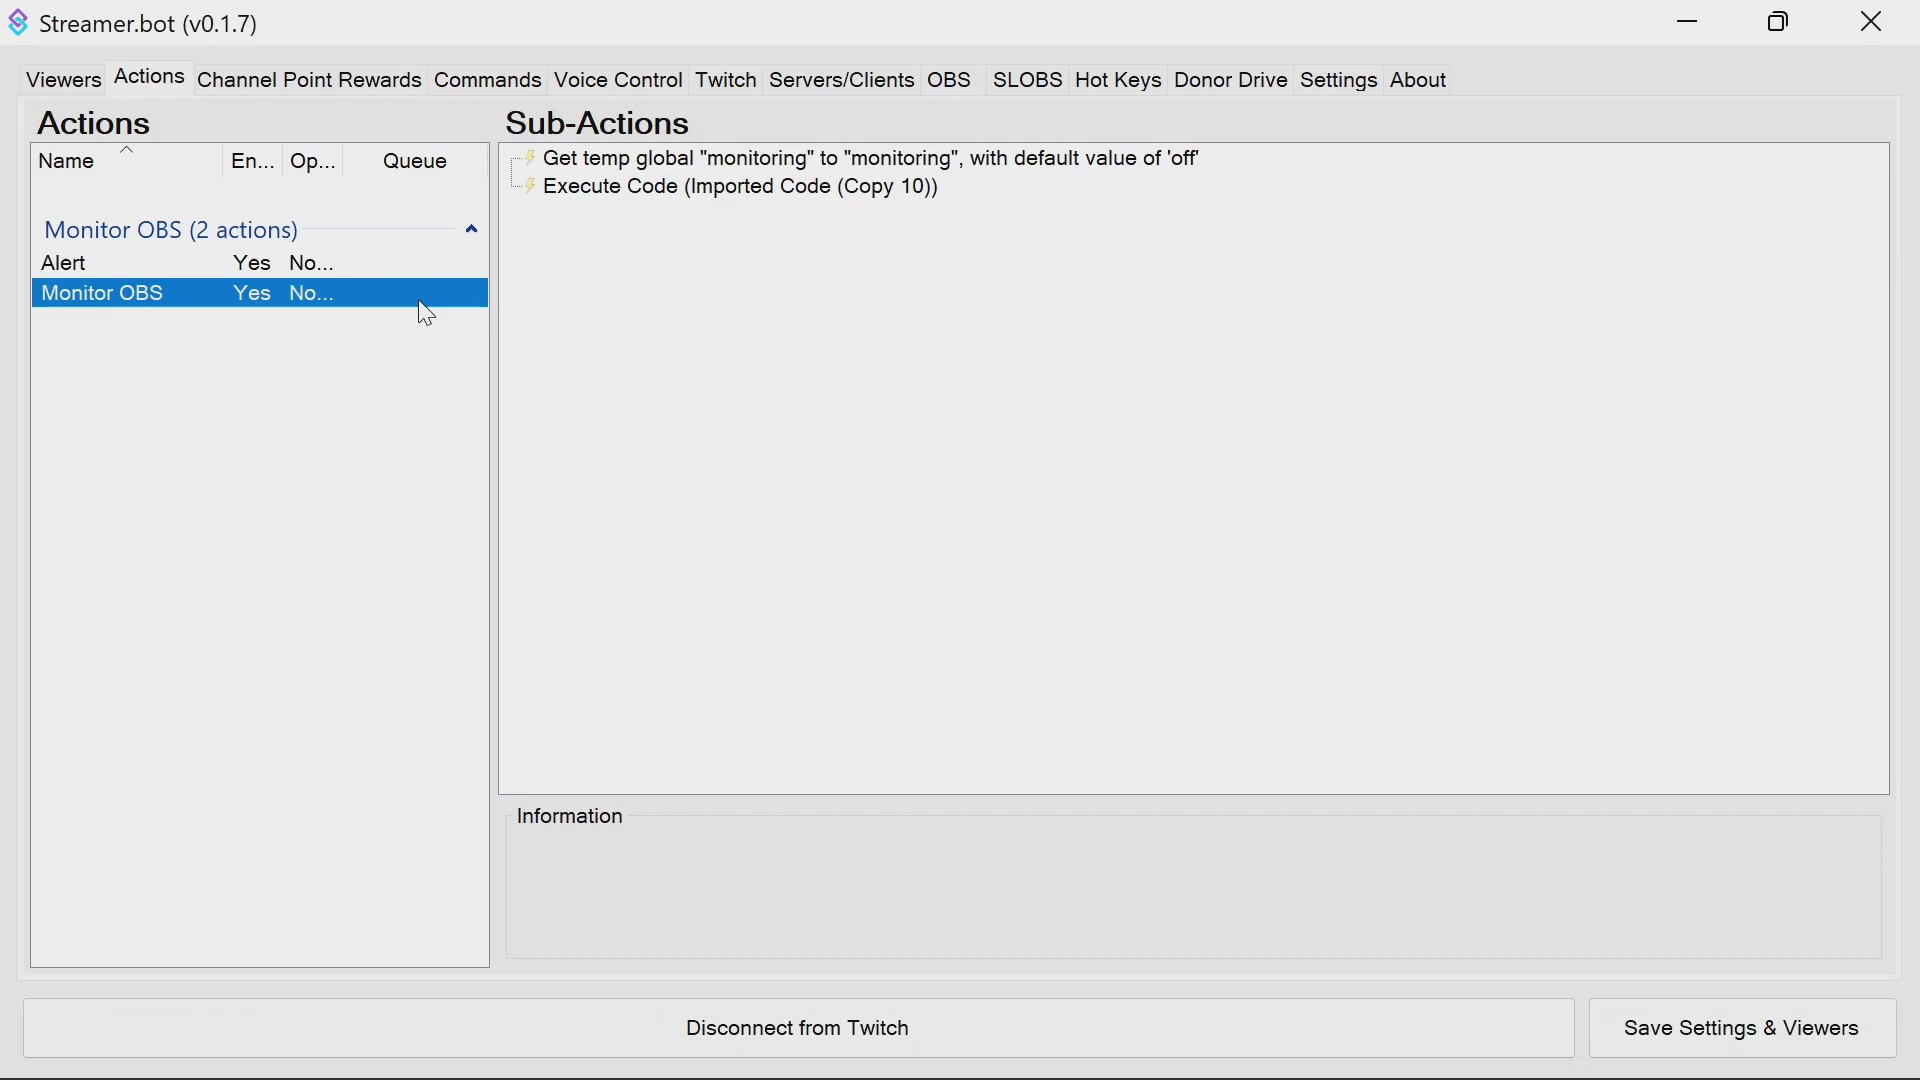 Streamer.bot (v0.1.7)
Viewers Actions Channel Point Rewards Commands Voice Control Twitch Servers/Clients OBS SLOBS Hot Keys Donor Drive Settings About
Actions
Name En... Op... Queue
Monitor OBS (2 actions)
Alert Yes No...
Monitor OBS Yes No...
Sub-Actions
Get temp global "monitoring" to "monitoring", with default value of 'off'
Execute Code (Imported Code (Copy 10))
Information
Disconnect from Twitch
Save Settings & Viewers